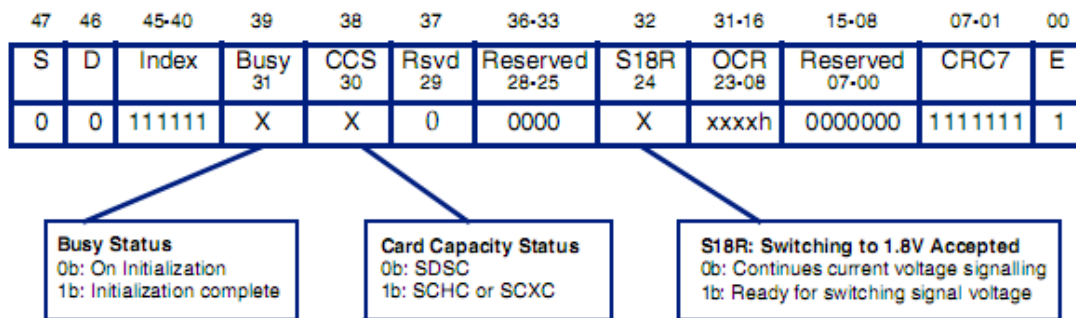 47 46 45-40 39 38 37 36-33 32 31-16 15-08 07-01 00
S D Index Busy CCS Rsvd Reserved S18R OCR Reserved CRC7 E
31 30 29 28-25 24 23-08 07-00
0 0 111111 X X 0 0000 X xxxxh 0000000 1111111 1
Busy Status
0b: On Initialization
1b: Initialization complete
Card Capacity Status
0b: SDSC
1b: SCHC or SCXC
S18R: Switching to 1.8V Accepted
0b: Continues current voltage signalling
1b: Ready for switching signal voltage